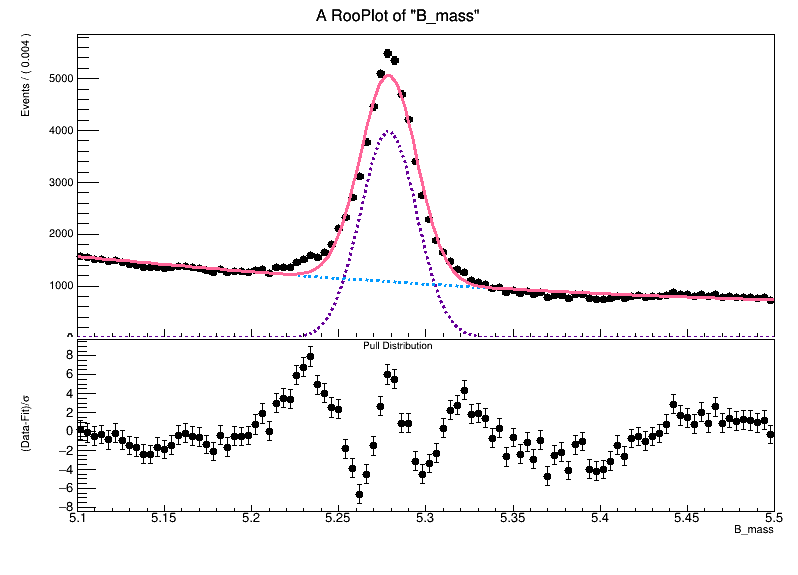 A RooPlot of "B_mass"
Events / ( 0.004 )
5000
4000
3000
2000
1000
0
Pull Distribution
(Data-Fit)/σ
8
6
4
2
0
−2
−4
−6
−8
5.1 5.15 5.2 5.25 5.3 5.35 5.4 5.45 5.5
B_mass